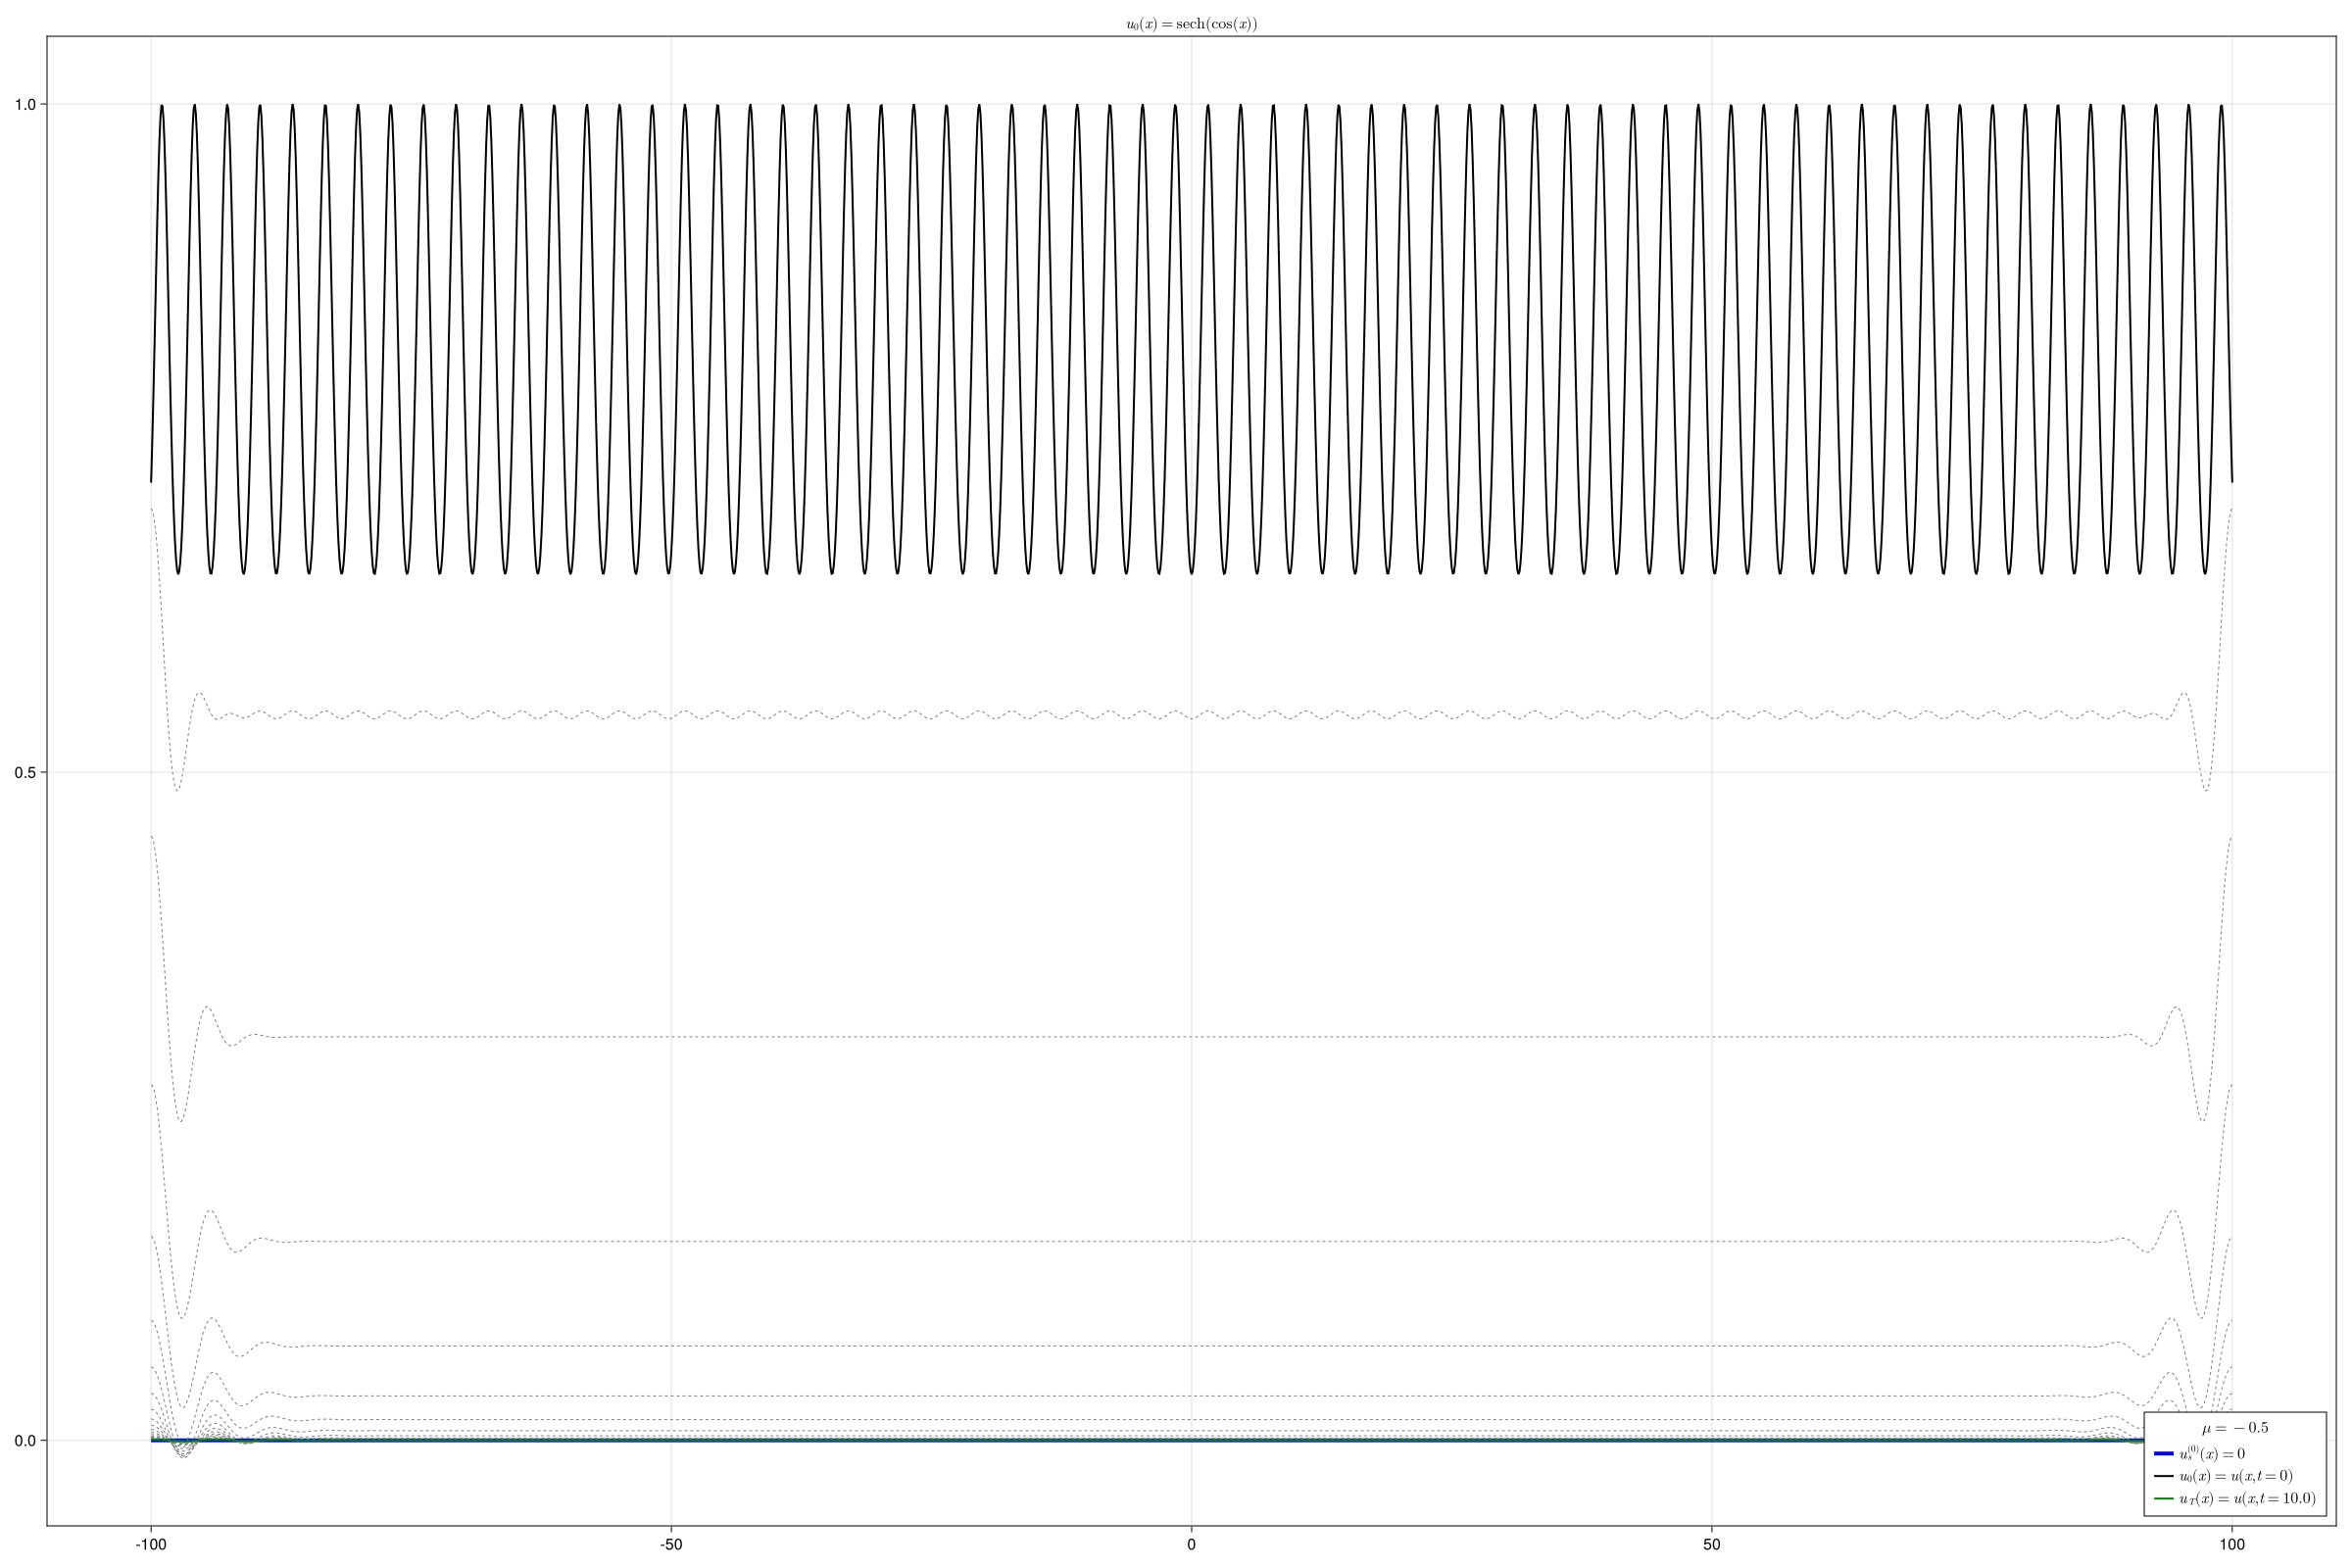 u₀(x) = sech(cos(x))
1.0
0.5
0.0
-100
-50
0
50
100
μ = −0.5
uₛ⁽⁰⁾(x) = 0
u₀(x) = u(x, t = 0)
u_T(x) = u(x, t = 10.0)